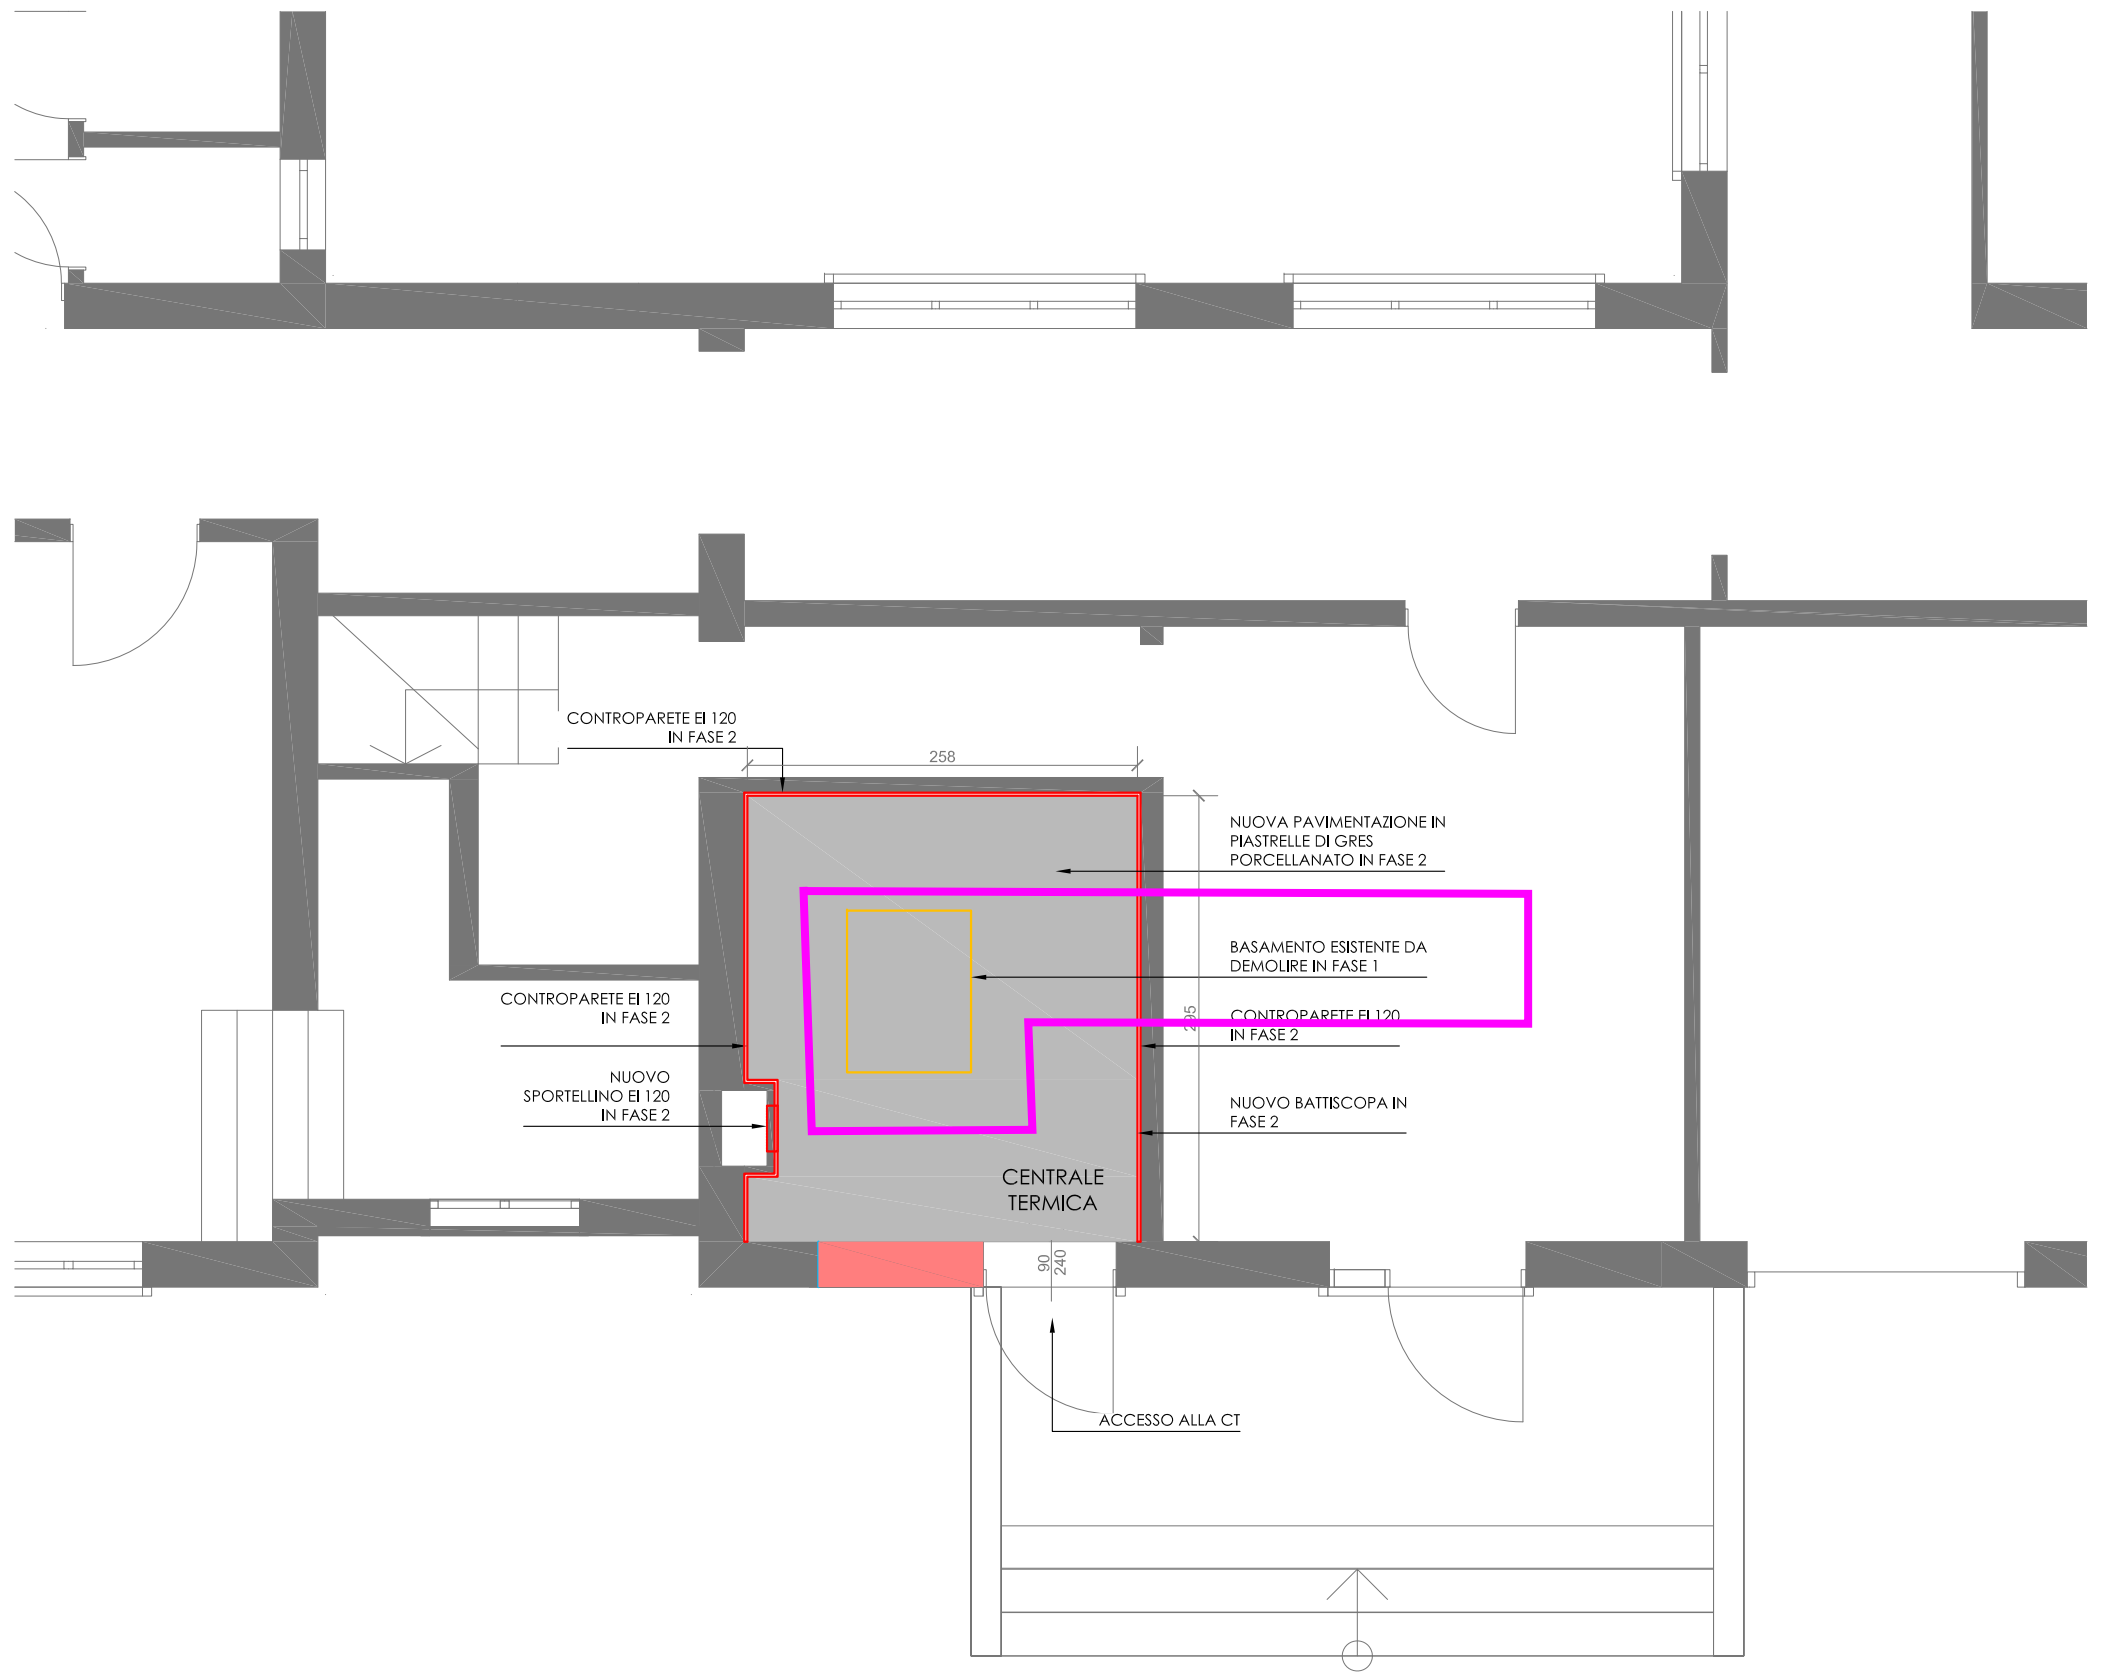 CONTROPARETE EI 120
IN FASE 2
258
NUOVA PAVIMENTAZIONE IN
PIASTRELLE DI GRES
PORCELLANATO IN FASE 2
BASAMENTO ESISTENTE DA
DEMOLIRE IN FASE 1
CONTROPARETE EI 120
IN FASE 2
295
CONTROPARETE EI 120
IN FASE 2
NUOVO
SPORTELLINO EI 120
IN FASE 2
NUOVO BATTISCOPA IN
FASE 2
CENTRALE
TERMICA
90
240
ACCESSO ALLA CT